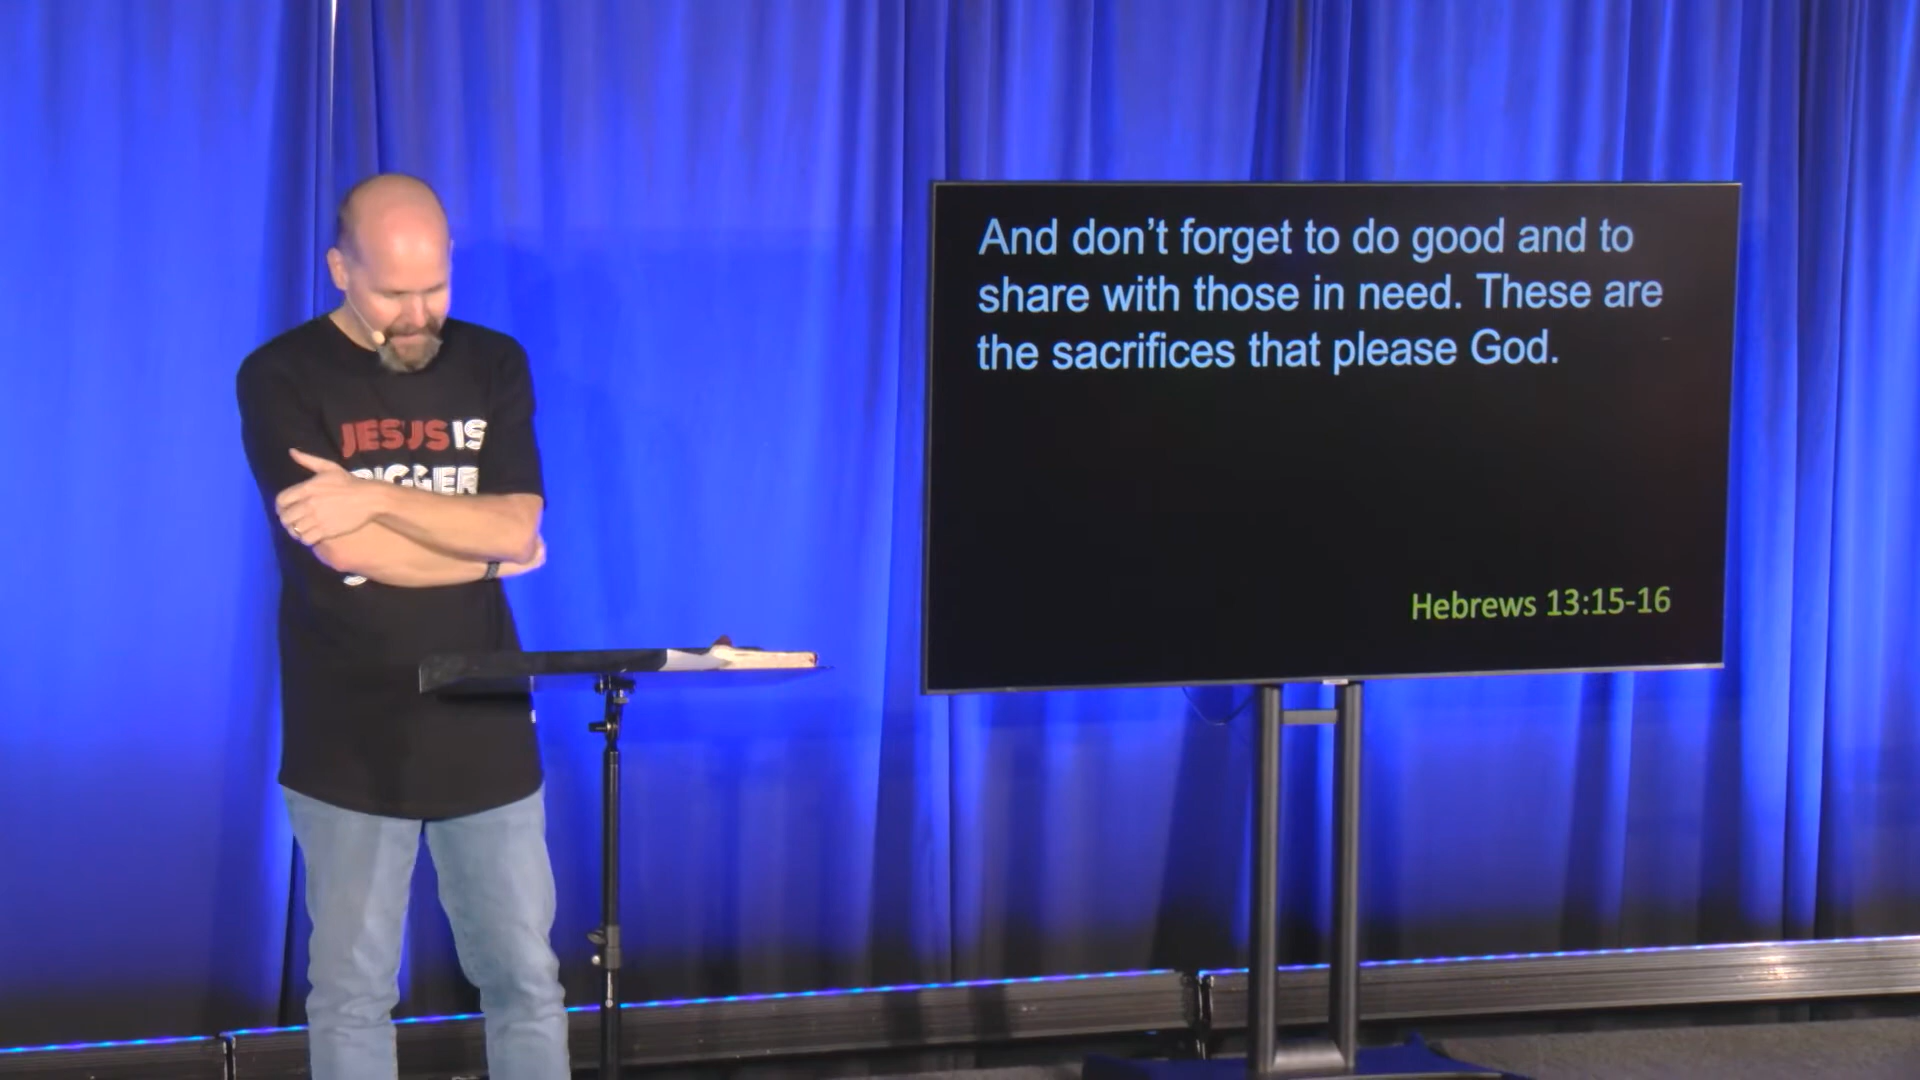 JESUS IS
BIGGER
And don't forget to do good and to
share with those in need. These are
the sacrifices that please God.
Hebrews 13:15-16